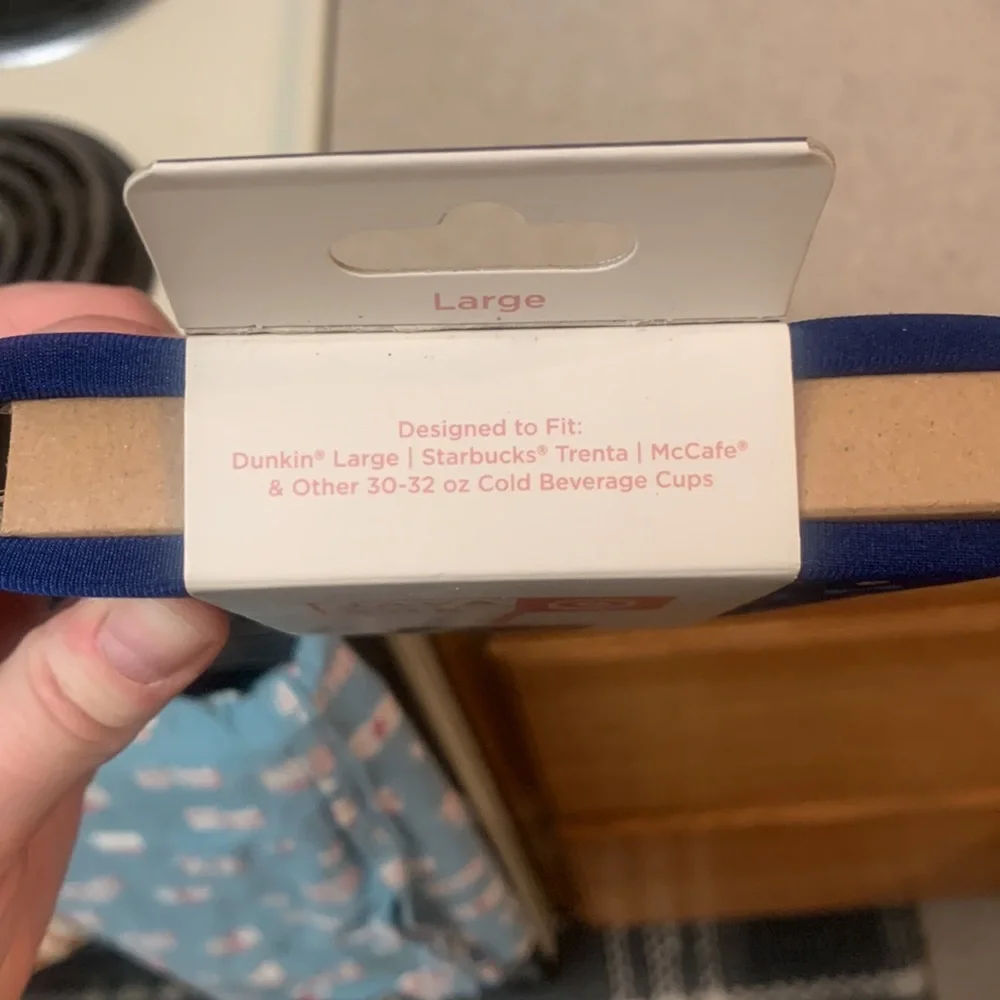 Large
Designed to Fit:
Dunkin® Large | Starbucks® Trenta | McCafe®
& Other 30-32 oz Cold Beverage Cups